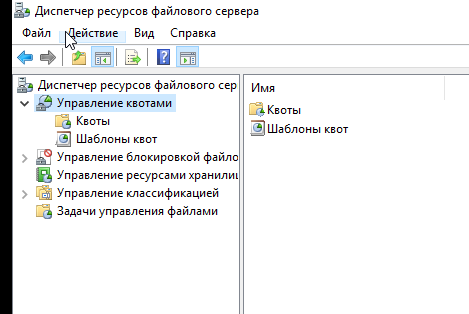 Диспетчер ресурсов файлового сервера
Файл Действие Вид Справка
Диспетчер ресурсов файлового сер
Управление квотами
Квоты
Шаблоны квот
Управление блокировкой файло
Управление ресурсами хранилищ
Управление классификацией
Задачи управления файлами
Имя
Квоты
Шаблоны квот